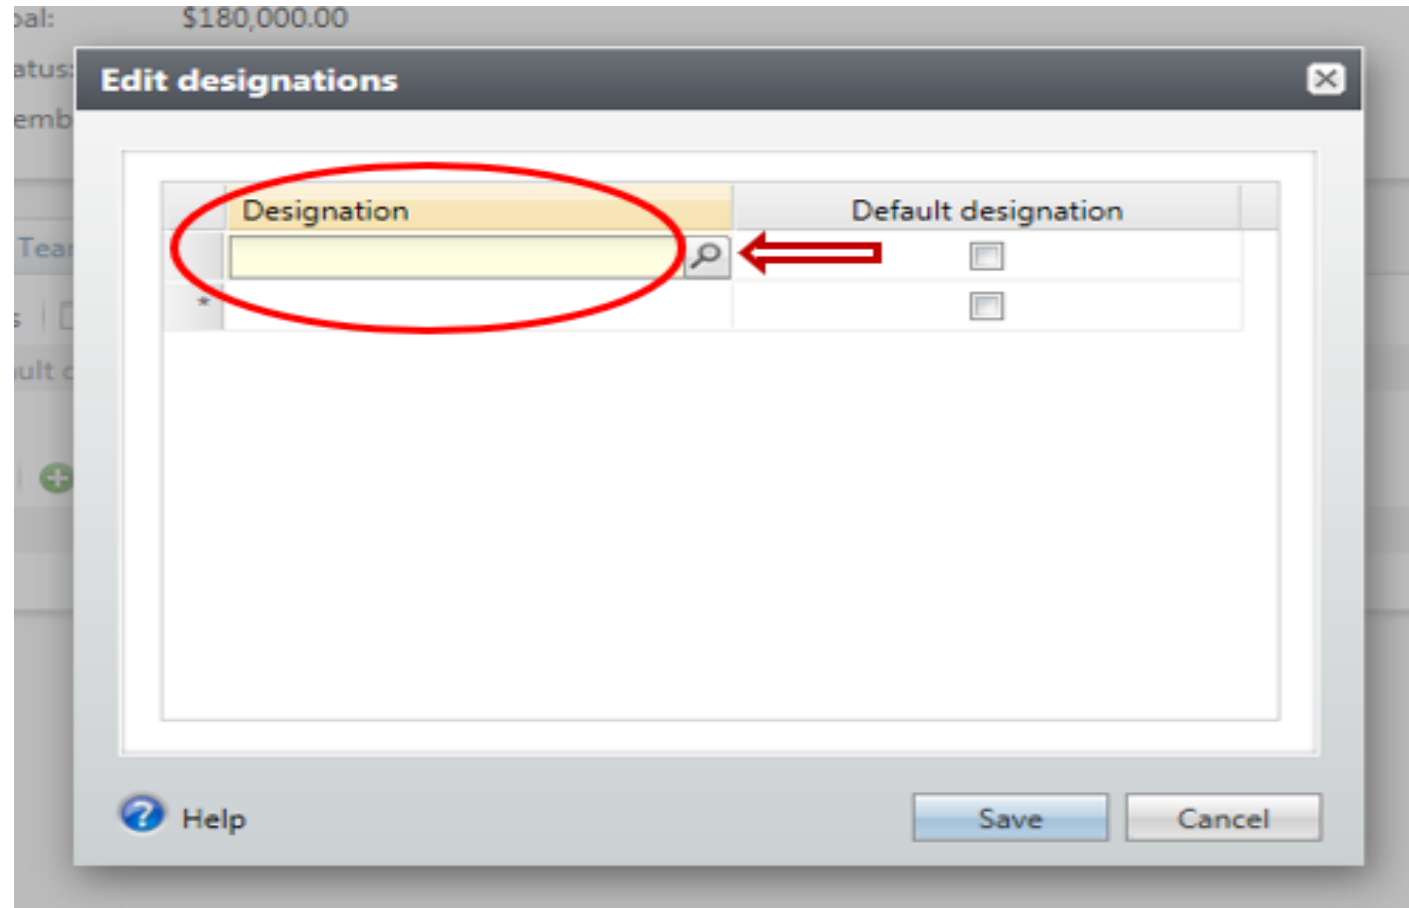 $180,000.00
Edit designations
Designation Default designation
*
Help Save Cancel